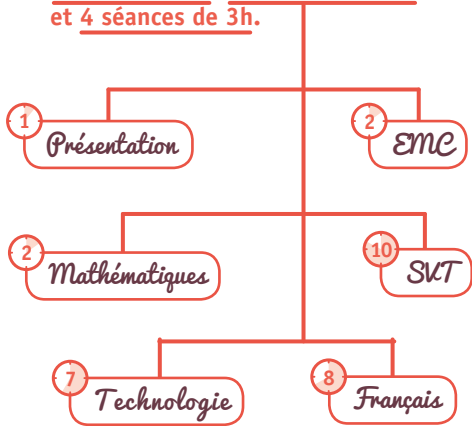 et 4 séances de 3h.
1 Présentation
2 EMC
2 Mathématiques
10 SVT
7 Technologie
8 Français